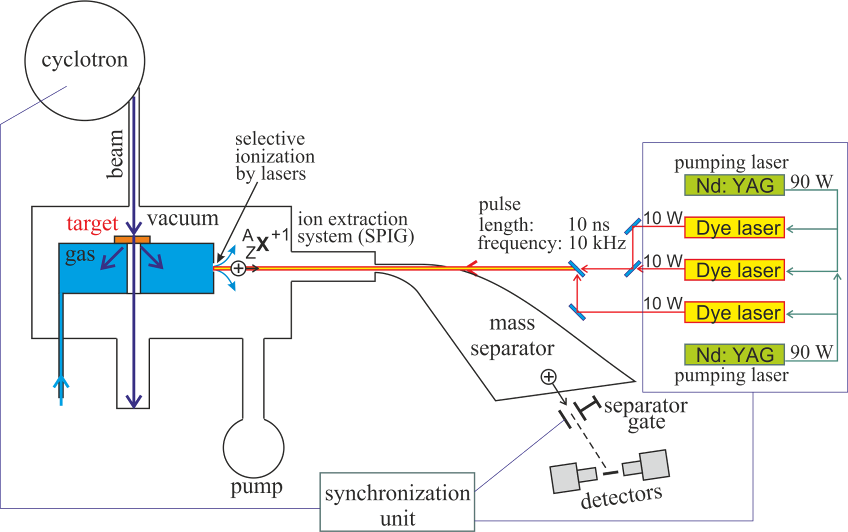 cyclotron
beam
selective
ionization
by lasers
target
vacuum
gas
A
Z X +1
ion extraction
system (SPIG)
pulse
length: 10 ns
frequency: 10 kHz
pumping laser
Nd: YAG 90 W
10 W Dye laser
10 W Dye laser
10 W Dye laser
Nd: YAG 90 W
pumping laser
mass
separator
separator
gate
detectors
pump
synchronization
unit